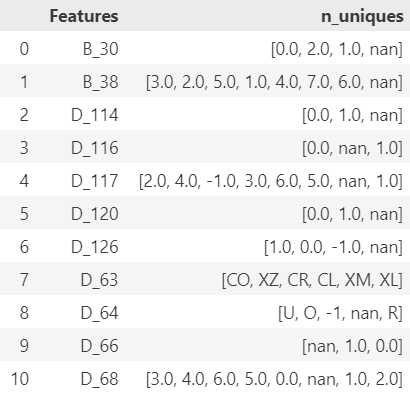 Features n_uniques
0 B_30 [0.0, 2.0, 1.0, nan]
1 B_38 [3.0, 2.0, 5.0, 1.0, 4.0, 7.0, 6.0, nan]
2 D_114 [0.0, 1.0, nan]
3 D_116 [0.0, nan, 1.0]
4 D_117 [2.0, 4.0, -1.0, 3.0, 6.0, 5.0, nan, 1.0]
5 D_120 [0.0, 1.0, nan]
6 D_126 [1.0, 0.0, -1.0, nan]
7 D_63 [CO, XZ, CR, CL, XM, XL]
8 D_64 [U, O, -1, nan, R]
9 D_66 [nan, 1.0, 0.0]
10 D_68 [3.0, 4.0, 6.0, 5.0, 0.0, nan, 1.0, 2.0]